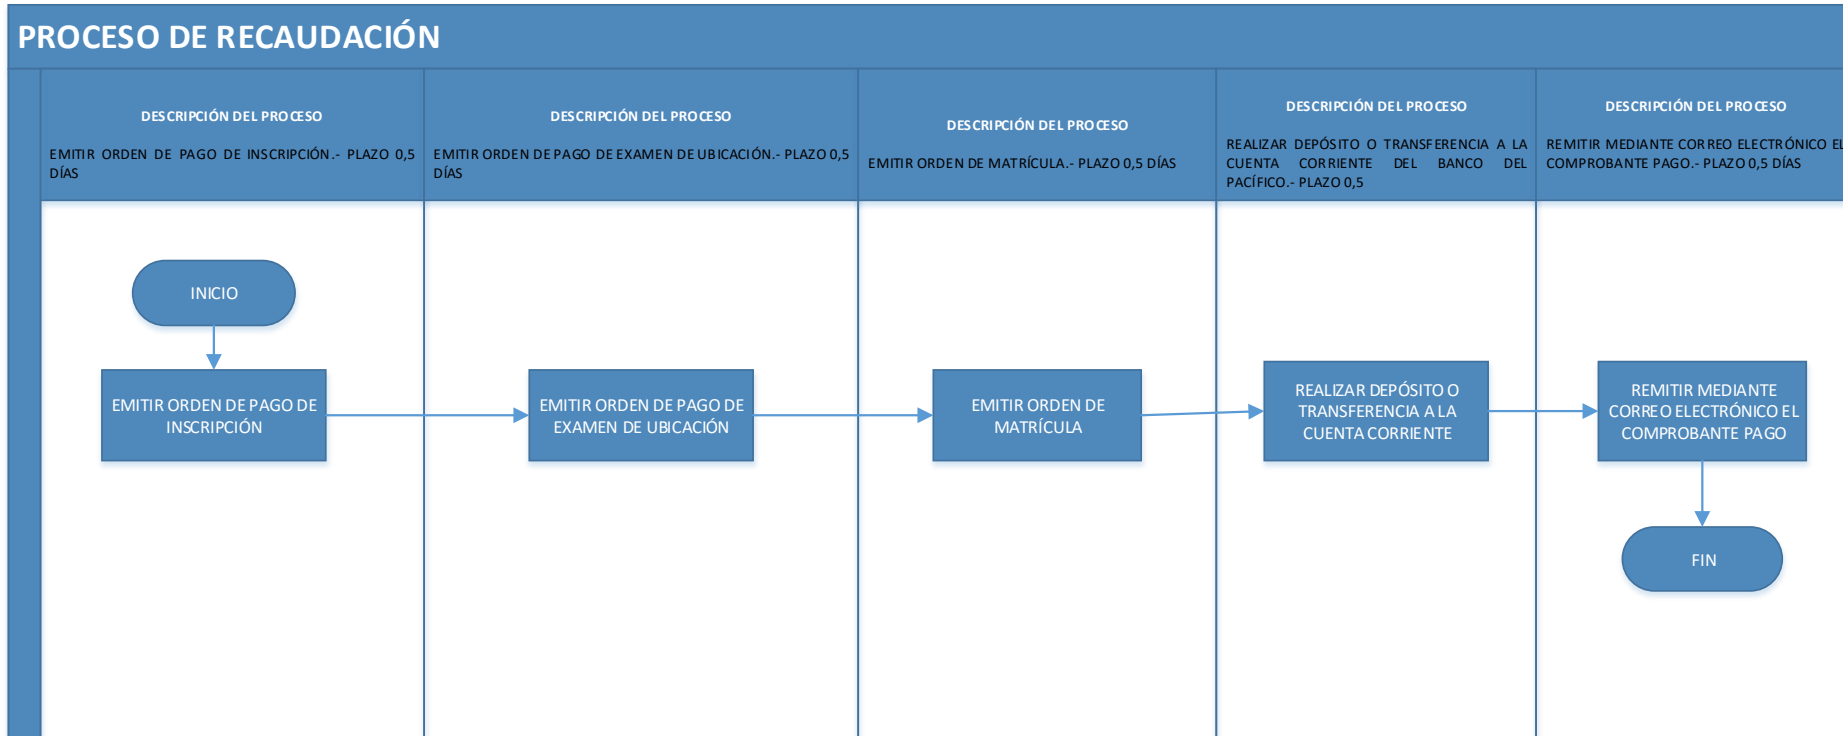 PROCESO DE RECAUDACIÓN
DESCRIPCIÓN DEL PROCESO
EMITIR ORDEN DE PAGO DE INSCRIPCIÓN.- PLAZO 0,5
DÍAS
DESCRIPCIÓN DEL PROCESO
EMITIR ORDEN DE PAGO DE EXAMEN DE UBICACIÓN.- PLAZO 0,5
DÍAS
DESCRIPCIÓN DEL PROCESO
EMITIR ORDEN DE MATRÍCULA.- PLAZO 0,5 DÍAS
DESCRIPCIÓN DEL PROCESO
REALIZAR DEPÓSITO O TRANSFERENCIA A LA
CUENTA CORRIENTE DEL BANCO DEL
PACÍFICO.- PLAZO 0,5
DESCRIPCIÓN DEL PROCESO
REMITIR MEDIANTE CORREO ELECTRÓNICO EL
COMPROBANTE PAGO.- PLAZO 0,5 DÍAS
INICIO
EMITIR ORDEN DE PAGO DE
INSCRIPCIÓN
EMITIR ORDEN DE PAGO DE
EXAMEN DE UBICACIÓN
EMITIR ORDEN DE
MATRÍCULA
REALIZAR DEPÓSITO O
TRANSFERENCIA A LA
CUENTA CORRIENTE
REMITIR MEDIANTE
CORREO ELECTRÓNICO EL
COMPROBANTE PAGO
FIN